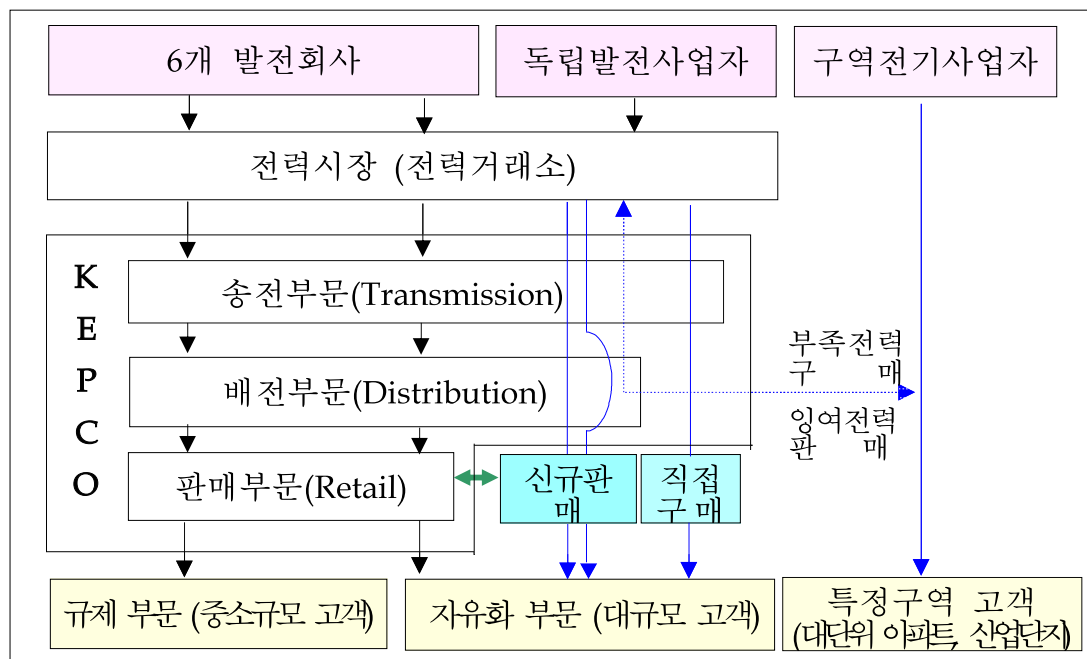 6개 발전회사
독립발전사업자
구역전기사업자
전력시장 (전력거래소)
K
E
P
C
O
송전부문(Transmission)
배전부문(Distribution)
판매부문(Retail)
부족전력
구 매
잉여전력
판 매
신규판
매
직접
구매
규제 부문 (중소규모 고객)
자유화 부문 (대규모 고객)
특정구역 고객
(대단위 아파트, 산업단지)